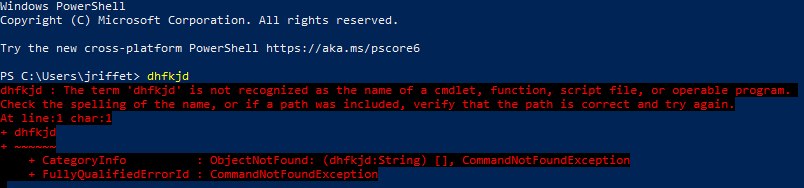 Windows PowerShell
Copyright (C) Microsoft Corporation. All rights reserved.
Try the new cross-platform PowerShell https://aka.ms/pscore6
PS C:\Users\jriffet> dhfkjd
dhfkjd : The term 'dhfkjd' is not recognized as the name of a cmdlet, function, script file, or operable program.
Check the spelling of the name, or if a path was included, verify that the path is correct and try again.
At line:1 char:1
+ dhfkjd
+ ~~~~~~
    + CategoryInfo          : ObjectNotFound: (dhfkjd:String) [], CommandNotFoundException
    + FullyQualifiedErrorId : CommandNotFoundException